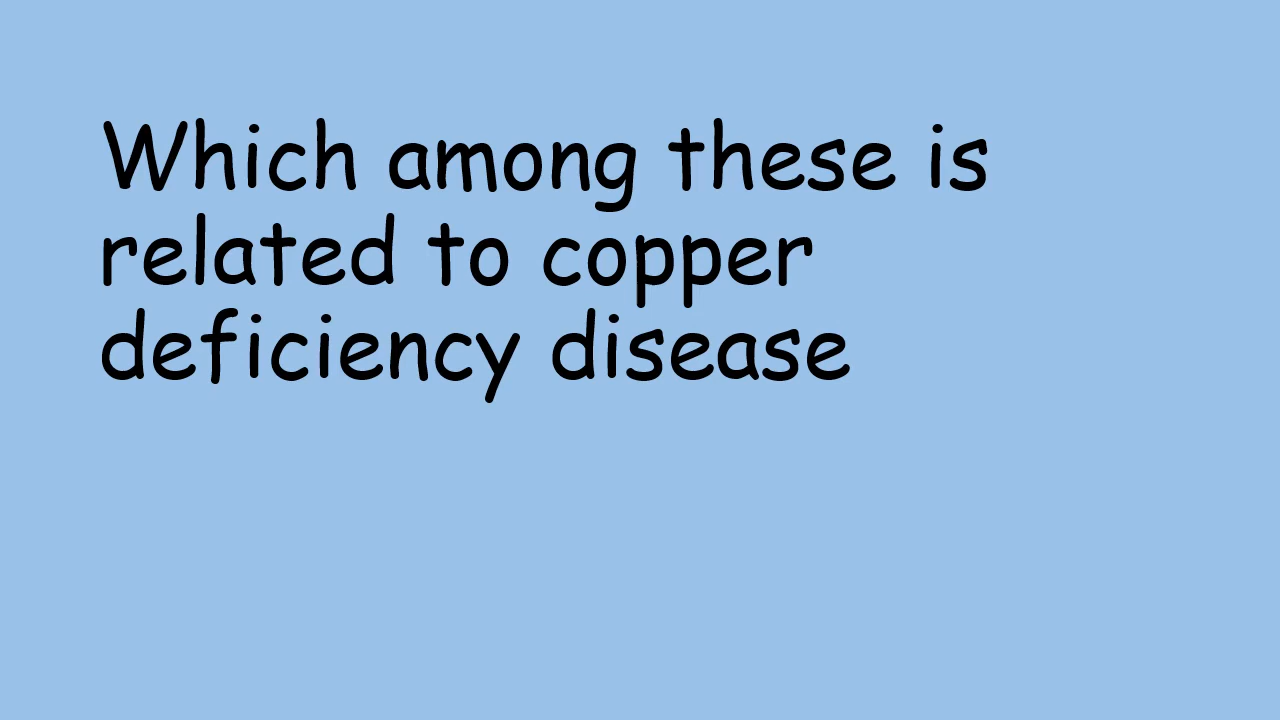 Which among these is
related to copper
deficiency disease